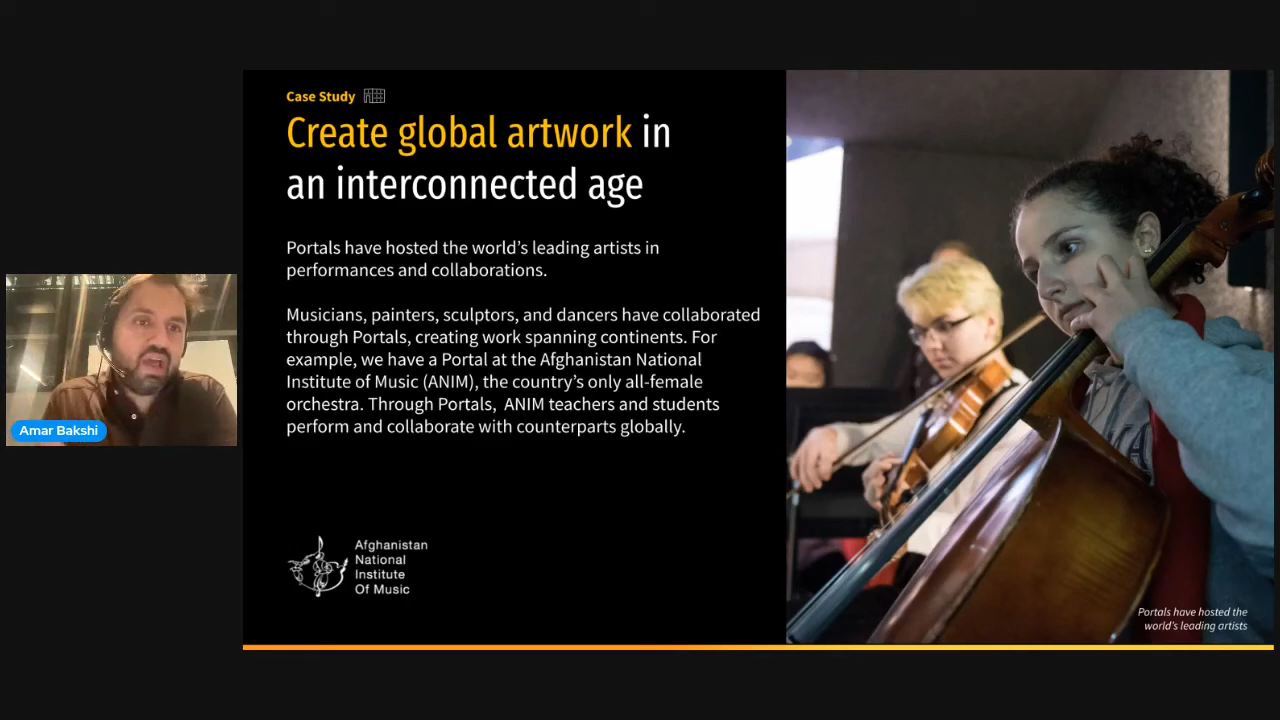 Case Study
Create global artwork in
an interconnected age
Portals have hosted the world’s leading artists in
performances and collaborations.
Musicians, painters, sculptors, and dancers have collaborated
through Portals, creating work spanning continents. For
example, we have a Portal at the Afghanistan National
Institute of Music (ANIM), the country’s only all-female
orchestra. Through Portals,  ANIM teachers and students
perform and collaborate with counterparts globally.
Afghanistan
National
Institute
Of Music
Portals have hosted the
world’s leading artists
Amar Bakshi